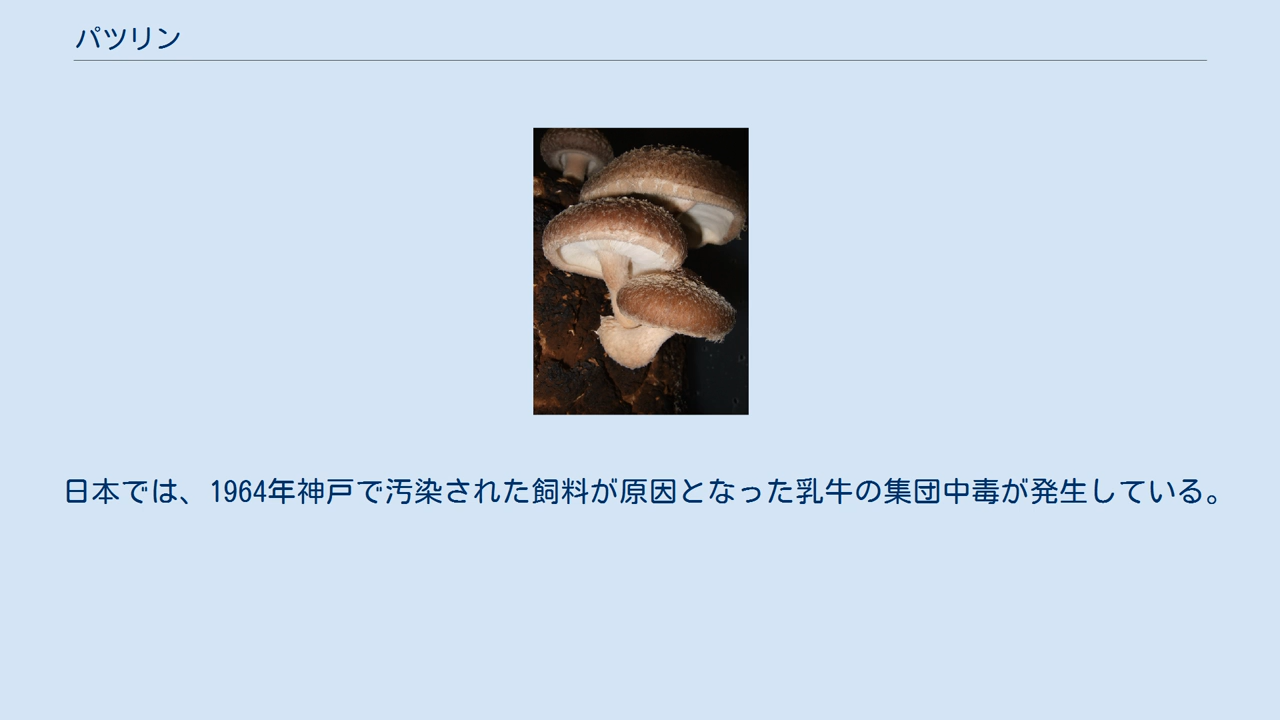 パツリン
日本では、1964年神戸で汚染された飼料が原因となった乳牛の集団中毒が発生している。